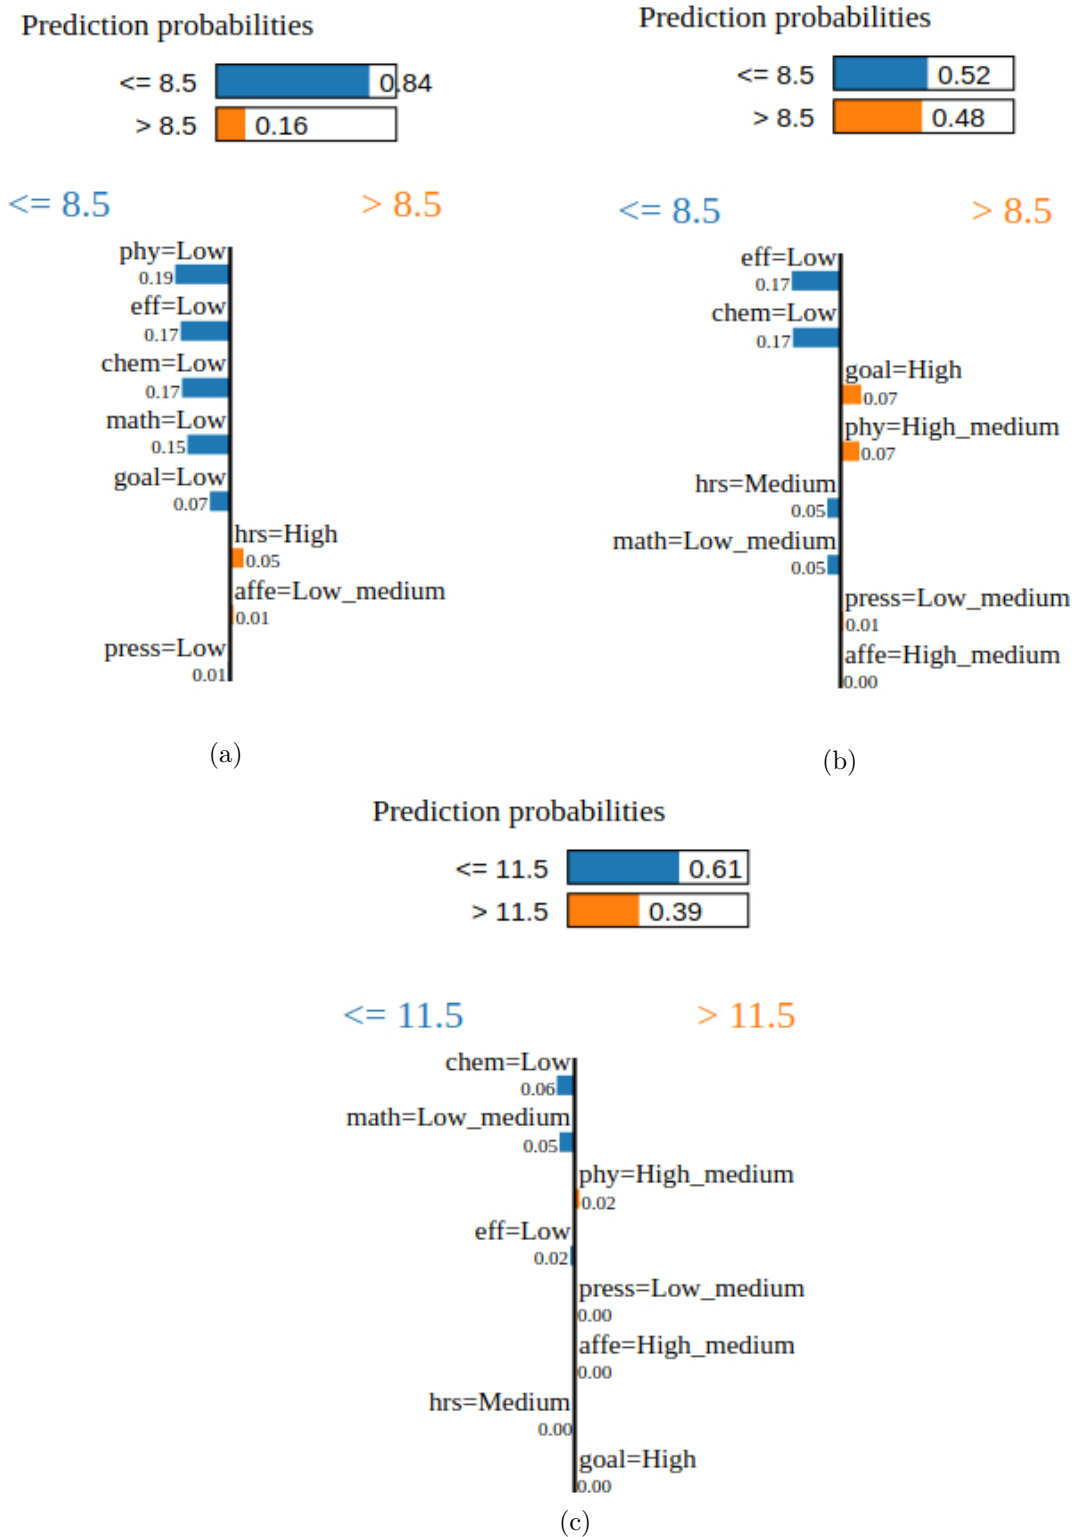 Prediction probabilities
<= 8.5 0.84
> 8.5 0.16
<= 8.5 > 8.5
phy=Low
0.19
eff=Low
0.17
chem=Low
0.17
math=Low
0.15
goal=Low
0.07
hrs=High
0.05
affe=Low_medium
0.01
press=Low
0.01
(a)
Prediction probabilities
<= 8.5 0.52
> 8.5 0.48
<= 8.5 > 8.5
eff=Low
0.17
chem=Low
0.17
goal=High
0.07
phy=High_medium
0.07
hrs=Medium
0.05
math=Low_medium
0.05
press=Low_medium
0.01
affe=High_medium
0.00
(b)
Prediction probabilities
<= 11.5 0.61
> 11.5 0.39
<= 11.5 > 11.5
chem=Low
0.06
math=Low_medium
0.05
phy=High_medium
0.02
eff=Low
0.02
press=Low_medium
0.00
affe=High_medium
0.00
hrs=Medium
0.00
goal=High
0.00
(c)